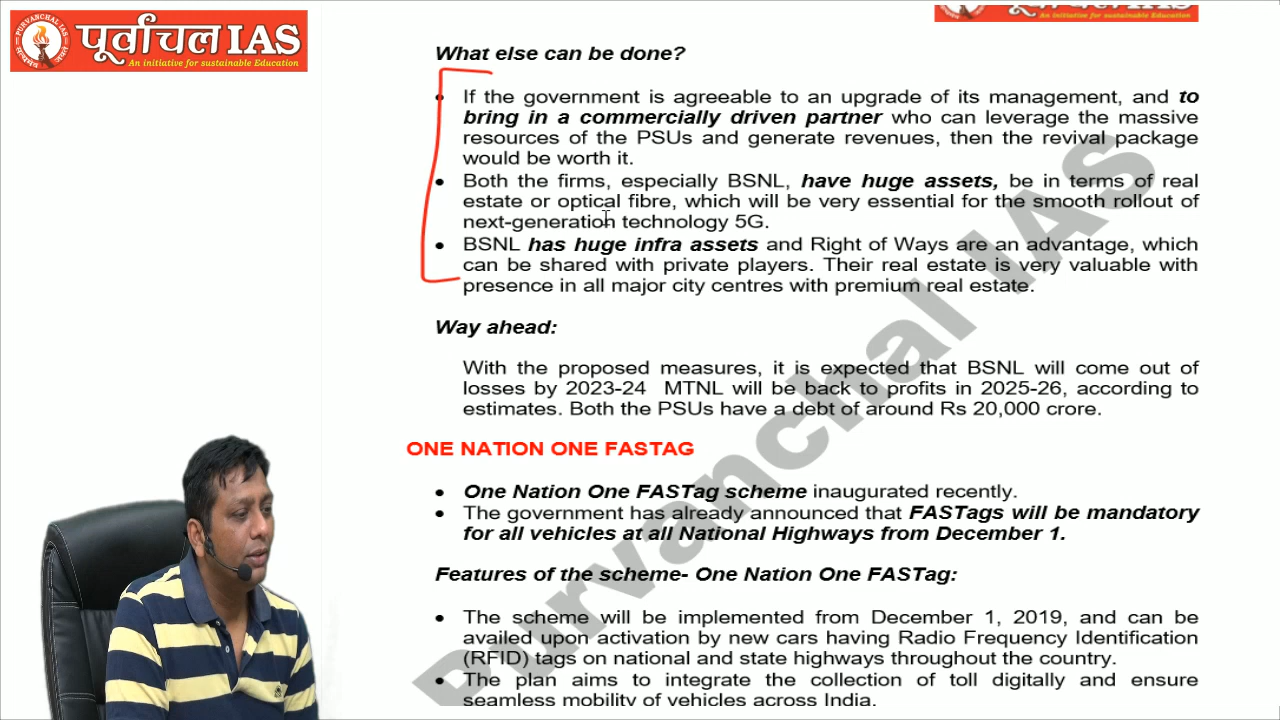 पूर्वांचल IAS
An initiative for sustainable Education
An initiative for sustainable Education
What else can be done?
• If the government is agreeable to an upgrade of its management, and to
bring in a commercially driven partner who can leverage the massive
resources of the PSUs and generate revenues, then the revival package
would be worth it.
• Both the firms, especially BSNL, have huge assets, be in terms of real
estate or optical fibre, which will be very essential for the smooth rollout of
next-generation technology 5G.
• BSNL has huge infra assets and Right of Ways are an advantage, which
can be shared with private players. Their real estate is very valuable with
presence in all major city centres with premium real estate.
Way ahead:
With the proposed measures, it is expected that BSNL will come out of
losses by 2023-24 MTNL will be back to profits in 2025-26, according to
estimates. Both the PSUs have a debt of around Rs 20,000 crore.
ONE NATION ONE FASTAG
• One Nation One FASTag scheme inaugurated recently.
• The government has already announced that FASTags will be mandatory
for all vehicles at all National Highways from December 1.
Features of the scheme- One Nation One FASTag:
• The scheme will be implemented from December 1, 2019, and can be
availed upon activation by new cars having Radio Frequency Identification
(RFID) tags on national and state highways throughout the country.
• The plan aims to integrate the collection of toll digitally and ensure
seamless mobility of vehicles across India.
Purvanchal IAS